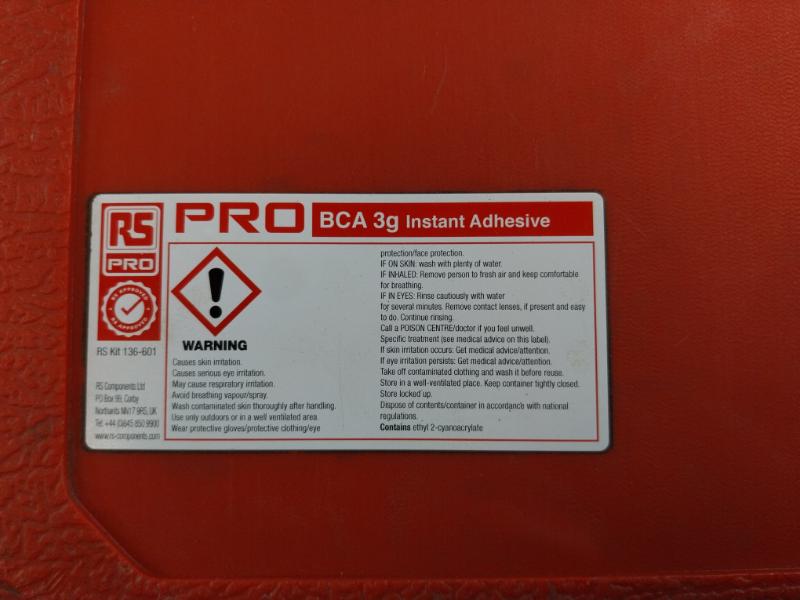 RS
PRO
RS APPROVED
RS APPROVED
RS Kit 136-601
RS Components Ltd
PO Box 99, Corby
Northants NN17 9RS, UK
Tel: +44 (0)845 850 9900
www.rs-components.com
PRO BCA 3g Instant Adhesive
WARNING
Causes skin irritation.
Causes serious eye irritation.
May cause respiratory irritation.
Avoid breathing vapour/spray.
Wash contaminated skin thoroughly after handling.
Use only outdoors or in a well ventilated area.
Wear protective gloves/protective clothing/eye
protection/face protection.
IF ON SKIN: wash with plenty of water.
IF INHALED: Remove person to fresh air and keep comfortable
for breathing.
IF IN EYES: Rinse cautiously with water
for several minutes. Remove contact lenses, if present and easy
to do. Continue rinsing.
Call a POISON CENTRE/doctor if you feel unwell.
Specific treatment (see medical advice on this label).
If skin irritation occurs: Get medical advice/attention.
If eye irritation persists: Get medical advice/attention.
Take off contaminated clothing and wash it before reuse.
Store in a well-ventilated place. Keep container tightly closed.
Store locked up.
Dispose of contents/container in accordance with national
regulations.
Contains ethyl 2-cyanoacrylate